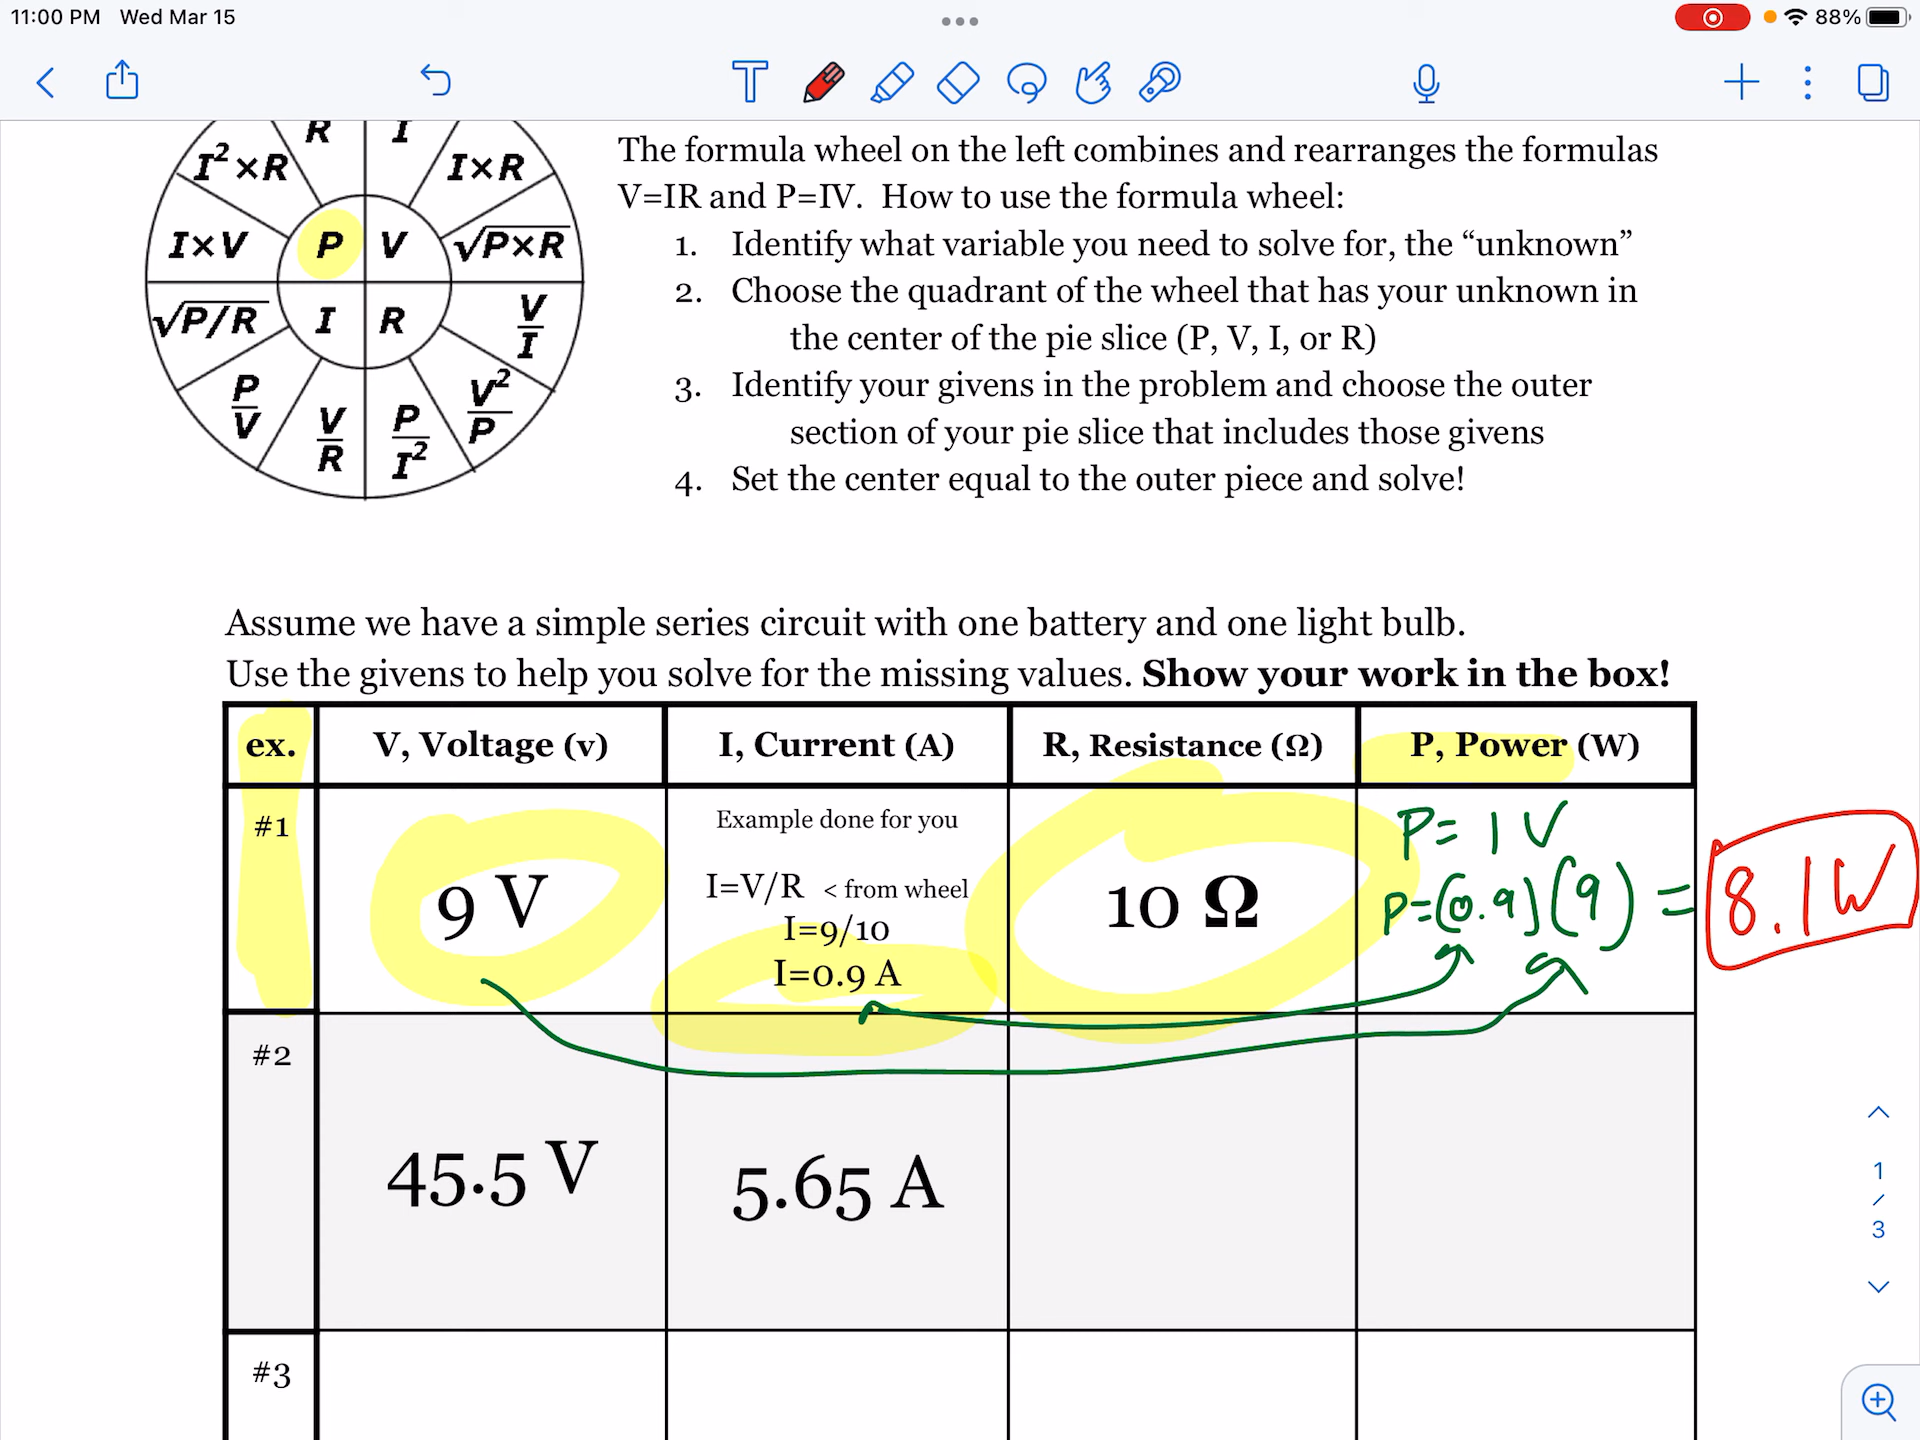 11:00 PM Wed Mar 15
88%
R I
I²×R I×R
I×V P V √P×R
√P/R I R V/I
P/V V/R P/I² V²/P
The formula wheel on the left combines and rearranges the formulas
V=IR and P=IV. How to use the formula wheel:
1. Identify what variable you need to solve for, the “unknown”
2. Choose the quadrant of the wheel that has your unknown in
the center of the pie slice (P, V, I, or R)
3. Identify your givens in the problem and choose the outer
section of your pie slice that includes those givens
4. Set the center equal to the outer piece and solve!
Assume we have a simple series circuit with one battery and one light bulb.
Use the givens to help you solve for the missing values. Show your work in the box!
ex. V, Voltage (v) I, Current (A) R, Resistance (Ω) P, Power (W)
#1
9 V
Example done for you
I=V/R < from wheel
I=9/10
I=0.9 A
10 Ω
P= I V
P=(0.9)(9) = 8.1W
#2
45.5 V
5.65 A
#3
1
/
3